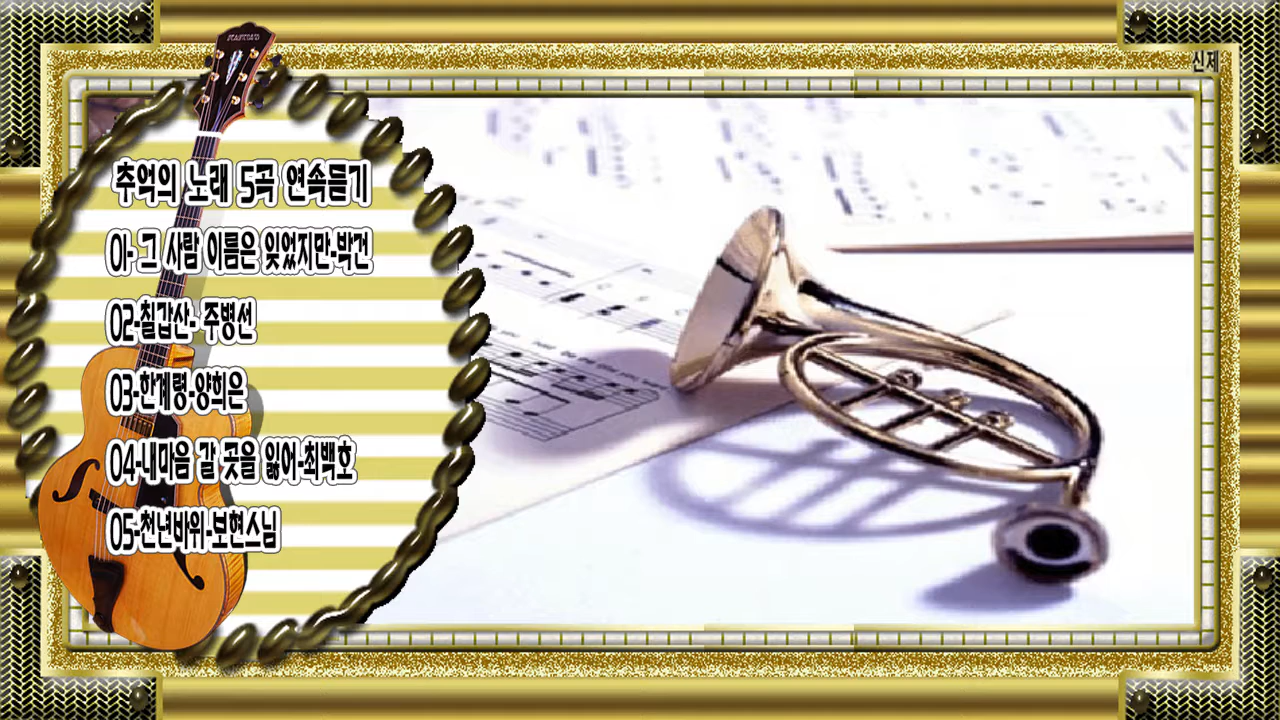 신제
추억의 노래 5곡 연속듣기
01- 그 사람 이름은 잊었지만-박건
02-칠갑산- 주병선
03-한계령-양희은
04-내마음 갈 곳을 잃어-최백호
05-천년바위-보현스님